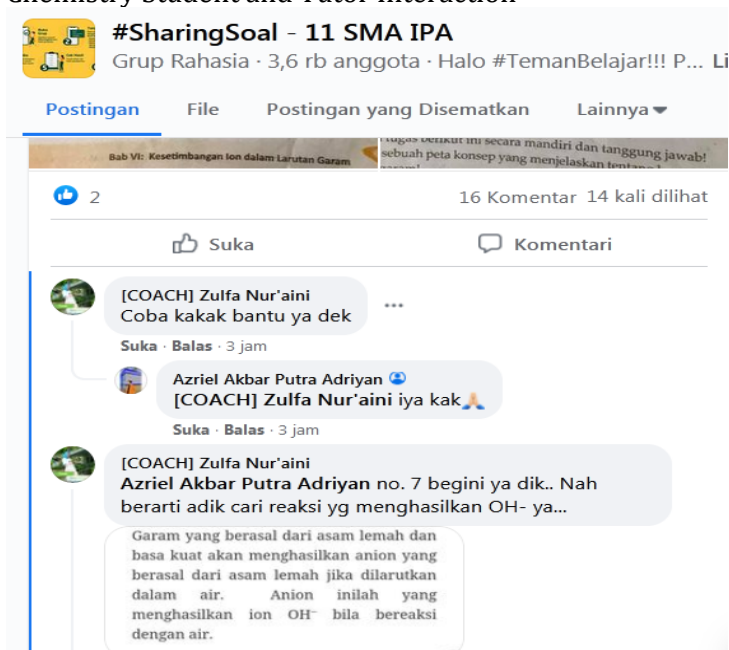 Chemistry Student and Tutor Interaction
#SharingSoal - 11 SMA IPA
Grup Rahasia · 3,6 rb anggota · Halo #TemanBelajar!!! P... Li
Postingan File Postingan yang Disematkan Lainnya
Bab VI: Kesetimbangan Ion dalam Larutan Garam
Tugas berikut ini secara mandiri dan tanggung jawab!
sebuah peta konsep yang menjelaskan tentang
2 16 Komentar 14 kali dilihat
Suka Komentari
[COACH] Zulfa Nur'aini
Coba kakak bantu ya dek
Suka · Balas · 3 jam
Azriel Akbar Putra Adriyan
[COACH] Zulfa Nur'aini iya kak🙏🏼
Suka · Balas · 3 jam
[COACH] Zulfa Nur'aini
Azriel Akbar Putra Adriyan no. 7 begini ya dik.. Nah
berarti adik cari reaksi yg menghasilkan OH- ya...
Garam yang berasal dari asam lemah dan
basa kuat akan menghasilkan anion yang
berasal dari asam lemah jika dilarutkan
dalam air. Anion inilah yang
menghasilkan ion OH⁻ bila bereaksi
dengan air.